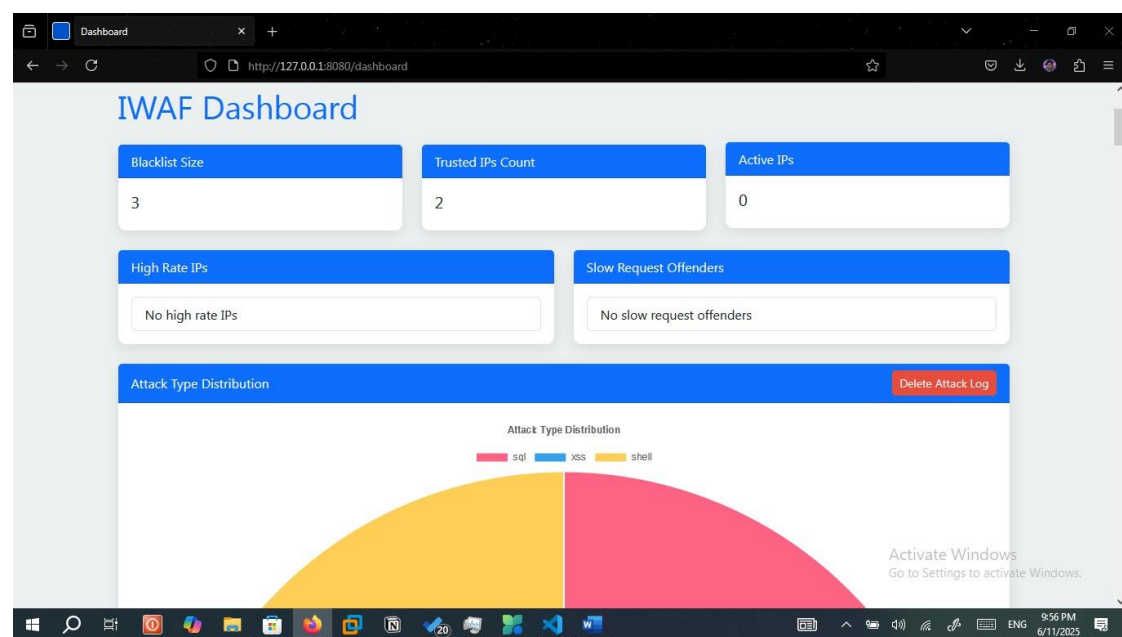 Dashboard
http://127.0.0.1:8080/dashboard
IWAF Dashboard
Blacklist Size
Trusted IPs Count
Active IPs
3
2
0
High Rate IPs
Slow Request Offenders
No high rate IPs
No slow request offenders
Attack Type Distribution
Delete Attack Log
Attack Type Distribution
sql xss shell
Activate Windows
Go to Settings to activate Windows.
20
ENG
9:56 PM
6/11/2025